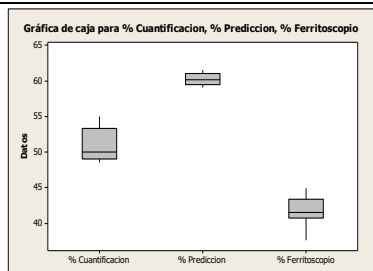 Gráfica de caja para % Cuantificacion, % Prediccion, % Ferritoscopio
65
60
55
50
45
40
Datos
% Cuantificacion
% Prediccion
% Ferritoscopio